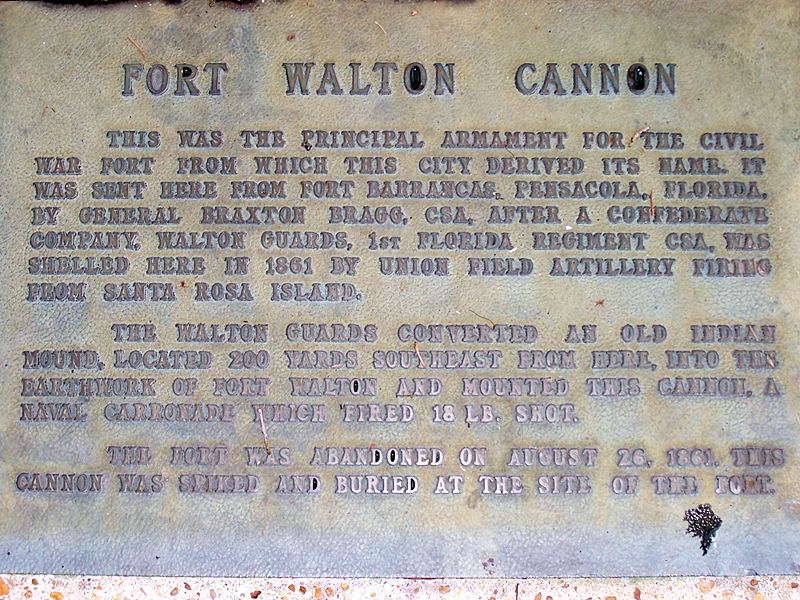 FORT WALTON CANNON
THIS WAS THE PRINCIPAL ARMAMENT FOR THE CIVIL
WAR FORT FROM WHICH THIS CITY DERIVED ITS NAME. IT
WAS SENT HERE FROM FORT BARRANCAS, PENSACOLA, FLORIDA,
BY GENERAL BRAXTON BRAGG, CSA, AFTER A CONFEDERATE
COMPANY, WALTON GUARDS, 1ST FLORIDA REGIMENT CSA, WAS
SHELLED HERE IN 1861 BY UNION FIELD ARTILLERY FIRING
FROM SANTA ROSA ISLAND.
THE WALTON GUARDS CONVERTED AN OLD INDIAN
MOUND, LOCATED 200 YARDS SOUTHEAST FROM HERE, INTO THE
EARTHWORK OF FORT WALTON AND MOUNTED THIS CANNON, A
NAVAL CARRONADE WHICH FIRED 18 LB. SHOT.
THE FORT WAS ABANDONED ON AUGUST 26, 1861. THIS
CANNON WAS SPIKED AND BURIED AT THE SITE OF THE FORT.